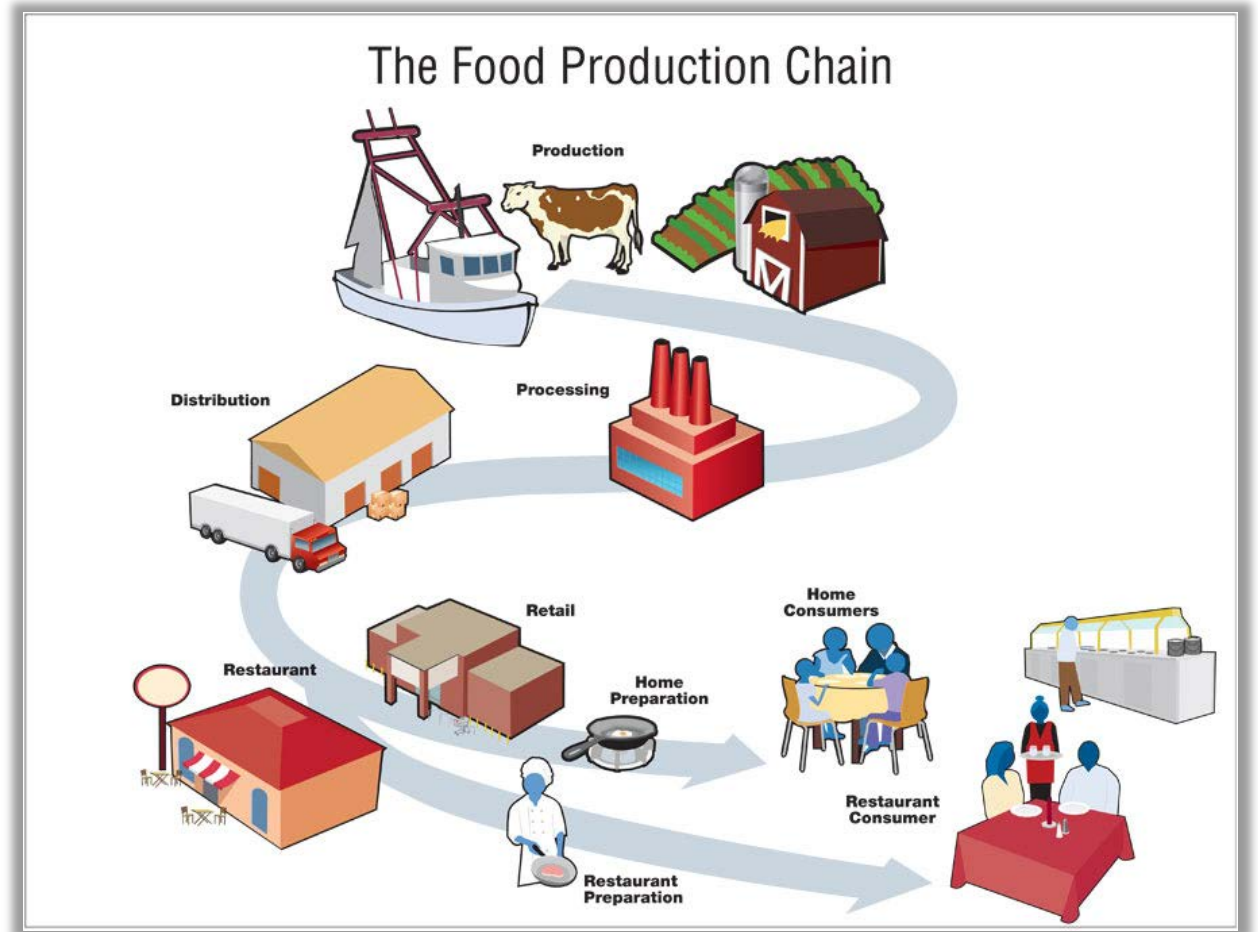 The Food Production Chain
Production
Processing
Distribution
Retail
Restaurant
Home
Preparation
Home
Consumers
Restaurant
Preparation
Restaurant
Consumer